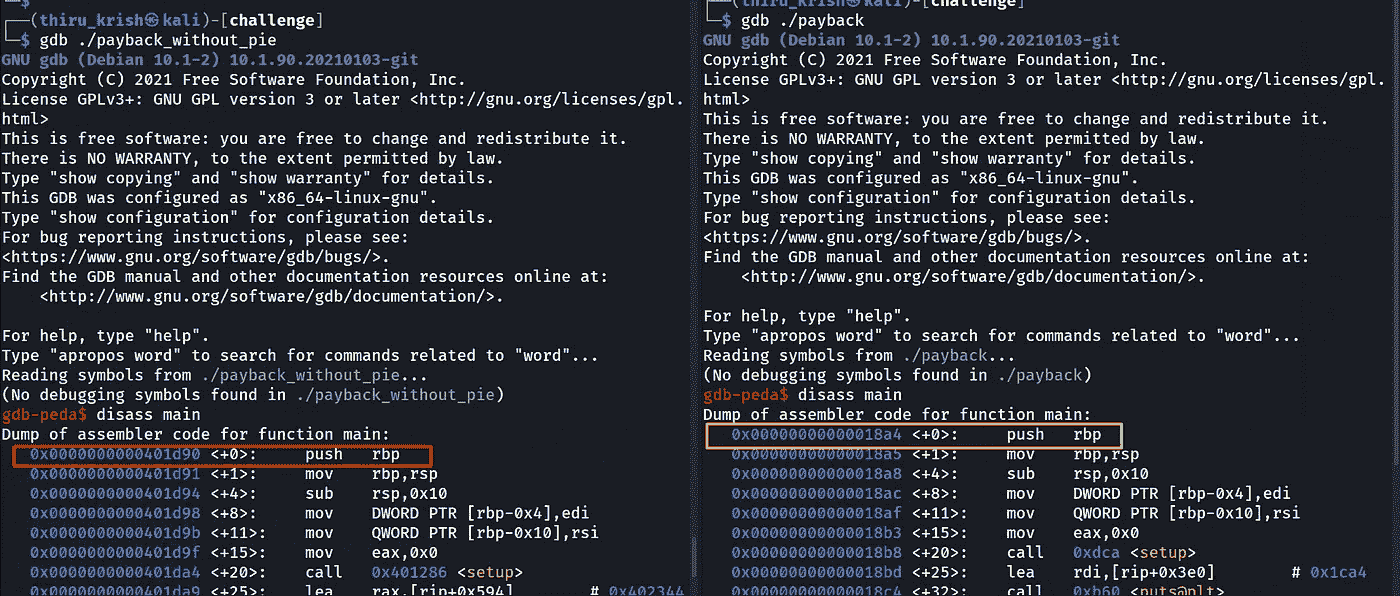 ┌──(thiru_krish㉿kali)-[challenge]
└─$ gdb ./payback_without_pie
GNU gdb (Debian 10.1-2) 10.1.90.20210103-git
Copyright (C) 2021 Free Software Foundation, Inc.
License GPLv3+: GNU GPL version 3 or later <http://gnu.org/licenses/gpl.
html>
This is free software: you are free to change and redistribute it.
There is NO WARRANTY, to the extent permitted by law.
Type "show copying" and "show warranty" for details.
This GDB was configured as "x86_64-linux-gnu".
Type "show configuration" for configuration details.
For bug reporting instructions, please see:
<https://www.gnu.org/software/gdb/bugs/>.
Find the GDB manual and other documentation resources online at:
    <http://www.gnu.org/software/gdb/documentation/>.

For help, type "help".
Type "apropos word" to search for commands related to "word"...
Reading symbols from ./payback_without_pie...
(No debugging symbols found in ./payback_without_pie)
gdb-peda$ disass main
Dump of assembler code for function main:
   0x0000000000401d90 <+0>:     push   rbp
   0x0000000000401d91 <+1>:     mov    rbp,rsp
   0x0000000000401d94 <+4>:     sub    rsp,0x10
   0x0000000000401d98 <+8>:     mov    DWORD PTR [rbp-0x4],edi
   0x0000000000401d9b <+11>:    mov    QWORD PTR [rbp-0x10],rsi
   0x0000000000401d9f <+15>:    mov    eax,0x0
   0x0000000000401da4 <+20>:    call   0x401286 <setup>
   0x0000000000401da9 <+25>:    lea    rax,[rip+0x594]        # 0x402344
┌──(thiru_krish㉿kali)-[challenge]
└─$ gdb ./payback
GNU gdb (Debian 10.1-2) 10.1.90.20210103-git
Copyright (C) 2021 Free Software Foundation, Inc.
License GPLv3+: GNU GPL version 3 or later <http://gnu.org/licenses/gpl.
html>
This is free software: you are free to change and redistribute it.
There is NO WARRANTY, to the extent permitted by law.
Type "show copying" and "show warranty" for details.
This GDB was configured as "x86_64-linux-gnu".
Type "show configuration" for configuration details.
For bug reporting instructions, please see:
<https://www.gnu.org/software/gdb/bugs/>.
Find the GDB manual and other documentation resources online at:
    <http://www.gnu.org/software/gdb/documentation/>.

For help, type "help".
Type "apropos word" to search for commands related to "word"...
Reading symbols from ./payback...
(No debugging symbols found in ./payback)
gdb-peda$ disass main
Dump of assembler code for function main:
   0x00000000000018a4 <+0>:     push   rbp
   0x00000000000018a5 <+1>:     mov    rbp,rsp
   0x00000000000018a8 <+4>:     sub    rsp,0x10
   0x00000000000018ac <+8>:     mov    DWORD PTR [rbp-0x4],edi
   0x00000000000018af <+11>:    mov    QWORD PTR [rbp-0x10],rsi
   0x00000000000018b3 <+15>:    mov    eax,0x0
   0x00000000000018b8 <+20>:    call   0xdca <setup>
   0x00000000000018bd <+25>:    lea    rdi,[rip+0x3e0]        # 0x1ca4
   0x00000000000018c4 <+32>:    call   0xb60 <puts@plt>